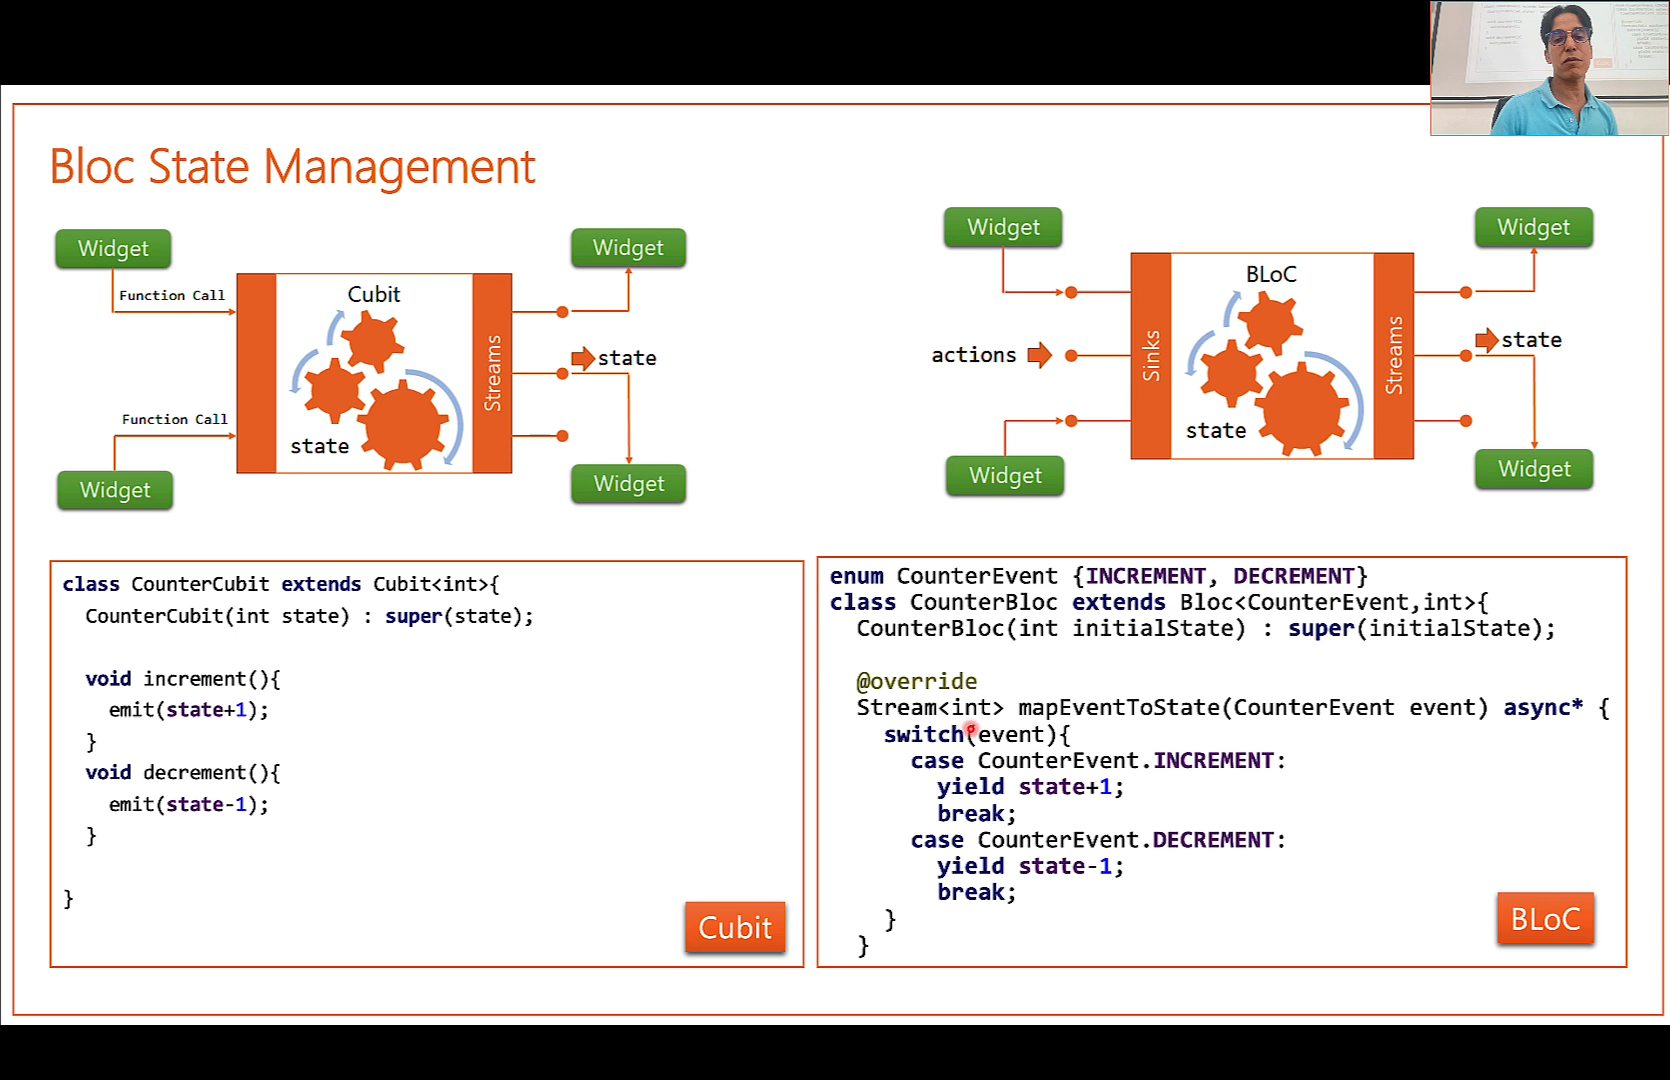 Bloc State Management
Widget
Function Call
Function Call
Widget
Cubit
state
Streams
Widget
state
Widget
Widget
actions
Widget
Sinks
BLoC
state
Streams
Widget
state
Widget
class CounterCubit extends Cubit<int>{
CounterCubit(int state) : super(state);
void increment(){
emit(state+1);
}
void decrement(){
emit(state-1);
}
}
Cubit
enum CounterEvent {INCREMENT, DECREMENT}
class CounterBloc extends Bloc<CounterEvent,int>{
CounterBloc(int initialState) : super(initialState);
@override
Stream<int> mapEventToState(CounterEvent event) async* {
switch(event){
case CounterEvent.INCREMENT:
yield state+1;
break;
case CounterEvent.DECREMENT:
yield state-1;
break;
}
}
BLoC